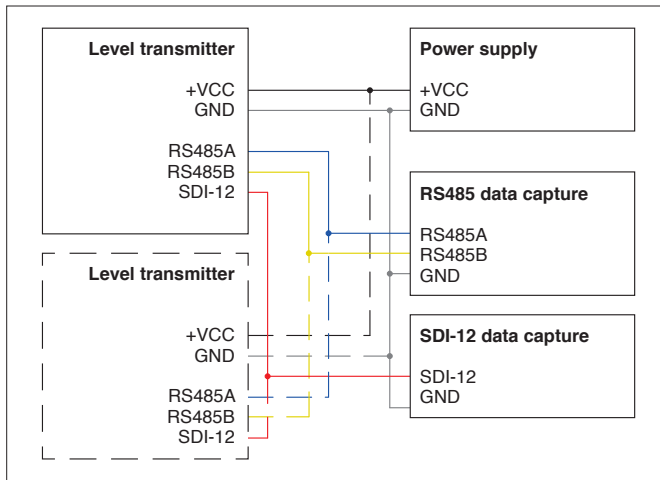 Level transmitter
+VCC
GND
RS485A
RS485B
SDI-12
Power supply
+VCC
GND
RS485 data capture
RS485A
RS485B
GND
Level transmitter
+VCC
GND
RS485A
RS485B
SDI-12
SDI-12 data capture
SDI-12
GND